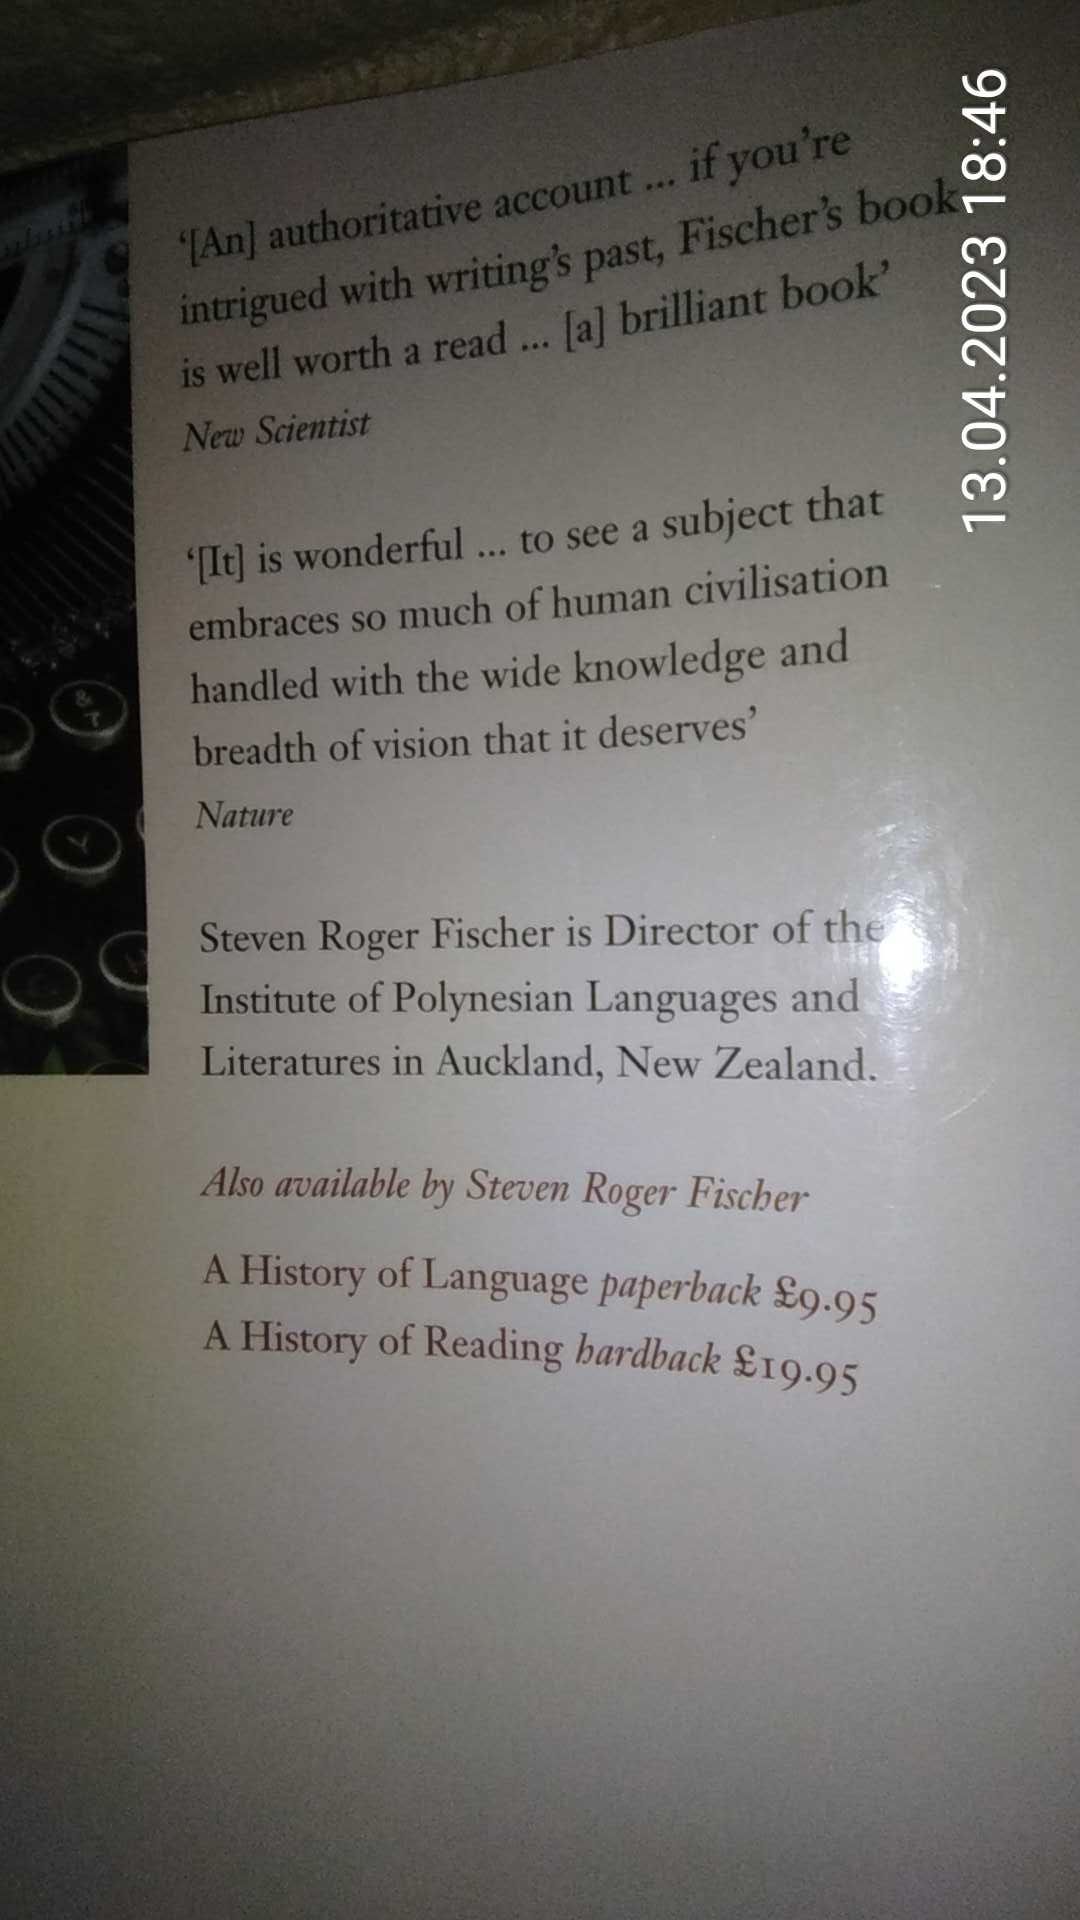 ‘[An] authoritative account ... if you’re
intrigued with writing’s past, Fischer’s book
is well worth a read ... [a] brilliant book’
New Scientist
‘[It] is wonderful ... to see a subject that
embraces so much of human civilisation
handled with the wide knowledge and
breadth of vision that it deserves’
Nature
Steven Roger Fischer is Director of the
Institute of Polynesian Languages and
Literatures in Auckland, New Zealand.
Also available by Steven Roger Fischer
A History of Language paperback £9.95
A History of Reading hardback £19.95
13.04.2023 18:46
&
7
Y